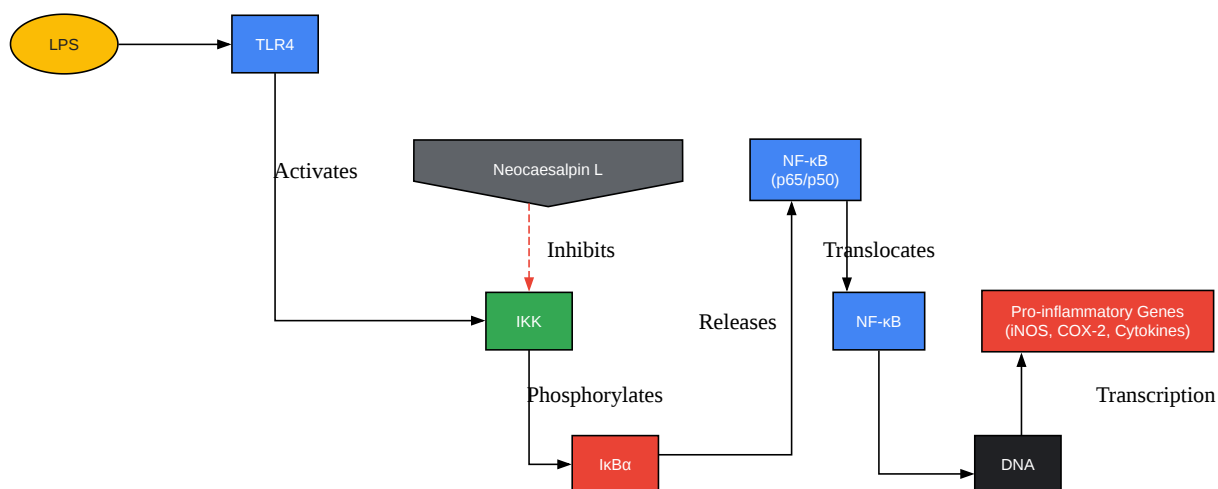 LPS
TLR4
Activates
Neocaesalpin L
Inhibits
IKK
Phosphorylates
IκBα
Releases
NF-κB
(p65/p50)
Translocates
NF-κB
DNA
Transcription
Pro-inflammatory Genes
(iNOS, COX-2, Cytokines)